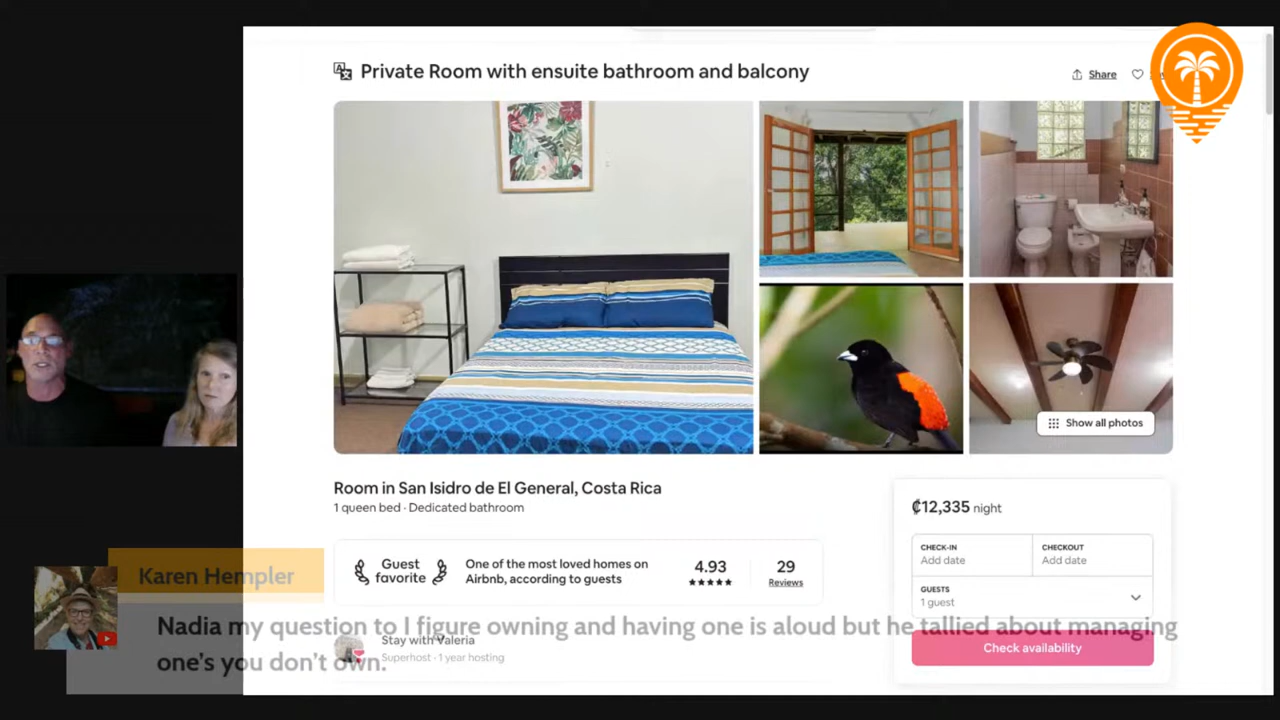 Private Room with ensuite bathroom and balcony
Share
Show all photos
Room in San Isidro de El General, Costa Rica
1 queen bed · Dedicated bathroom
Guest favorite
One of the most loved homes on
Airbnb, according to guests
4.93
29
Reviews
₡12,335 night
CHECK-IN
Add date
CHECKOUT
Add date
GUESTS
1 guest
Check availability
Stay with Valeria
Superhost · 1 year hosting
Karen Hempler
Nadia my question to I figure owning and having one is aloud but he tallied about managing
one's you don't own.